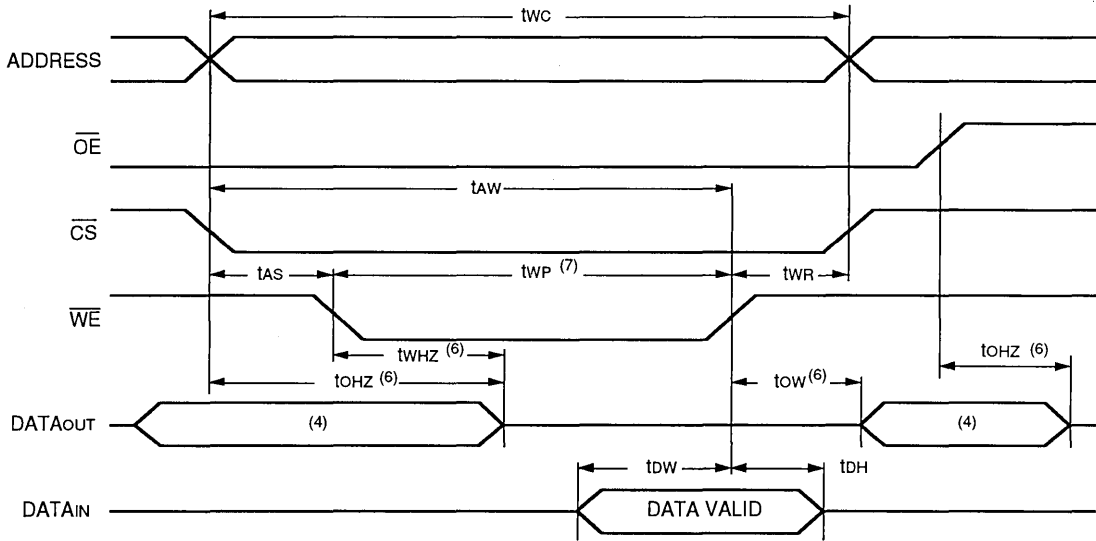 tWC
ADDRESS
OE
tAW
CS
tAS tWP (7) tWR
WE
tWHZ (6) tOHZ (6)
tOHZ (6) tOW (6)
DATAOUT (4) (4)
tDW tDH
DATAIN DATA VALID